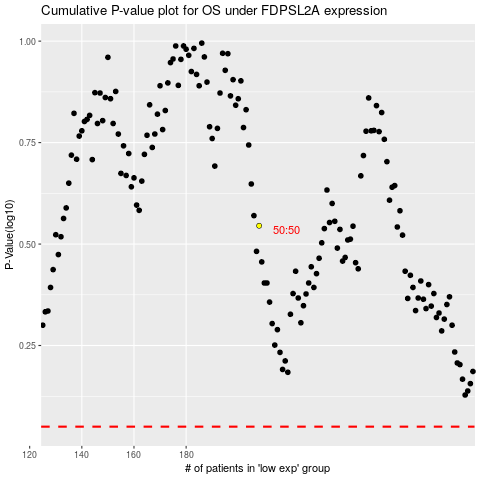 Cumulative P-value plot for OS under FDPSL2A expression
1.00
0.75
0.50
0.25
P-Value(log10)
50:50
120 140 160 180
# of patients in 'low exp' group